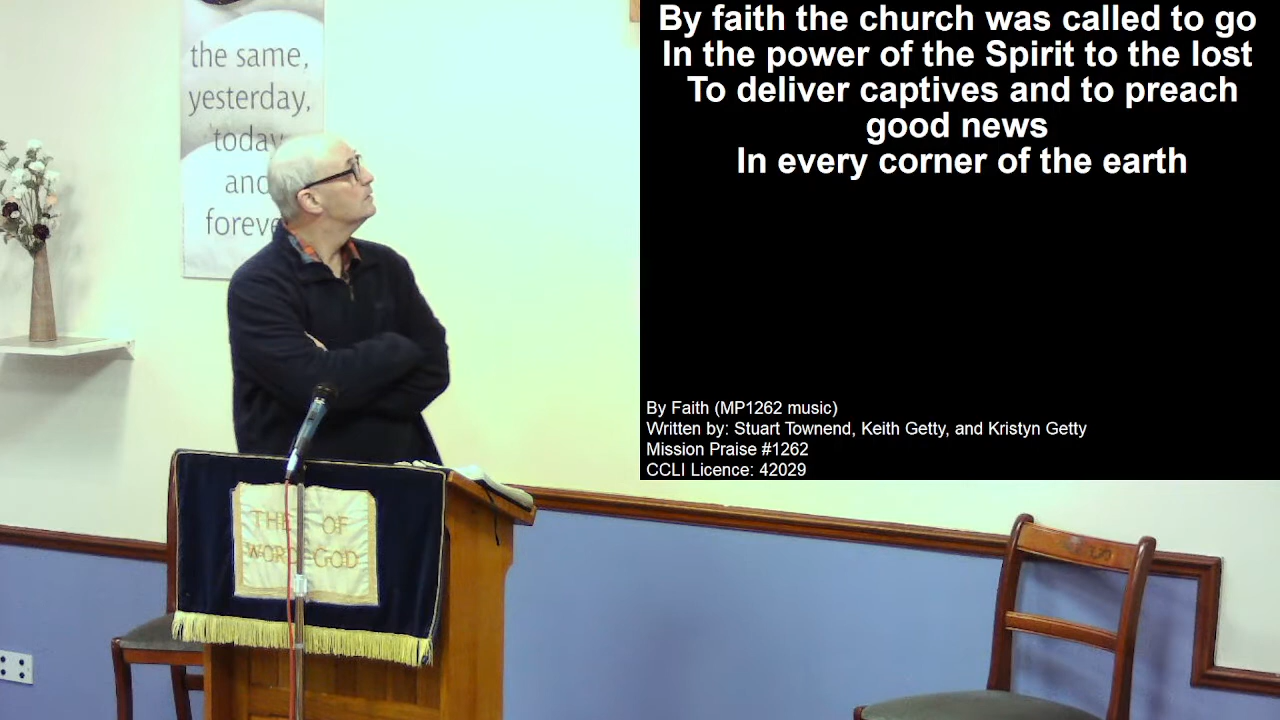 the same,
yesterday,
today
and
foreve
By faith the church was called to go
In the power of the Spirit to the lost
To deliver captives and to preach
good news
In every corner of the earth
By Faith (MP1262 music)
Written by: Stuart Townend, Keith Getty, and Kristyn Getty
Mission Praise #1262
CCLI Licence: 42029
THE OF
WORD GOD